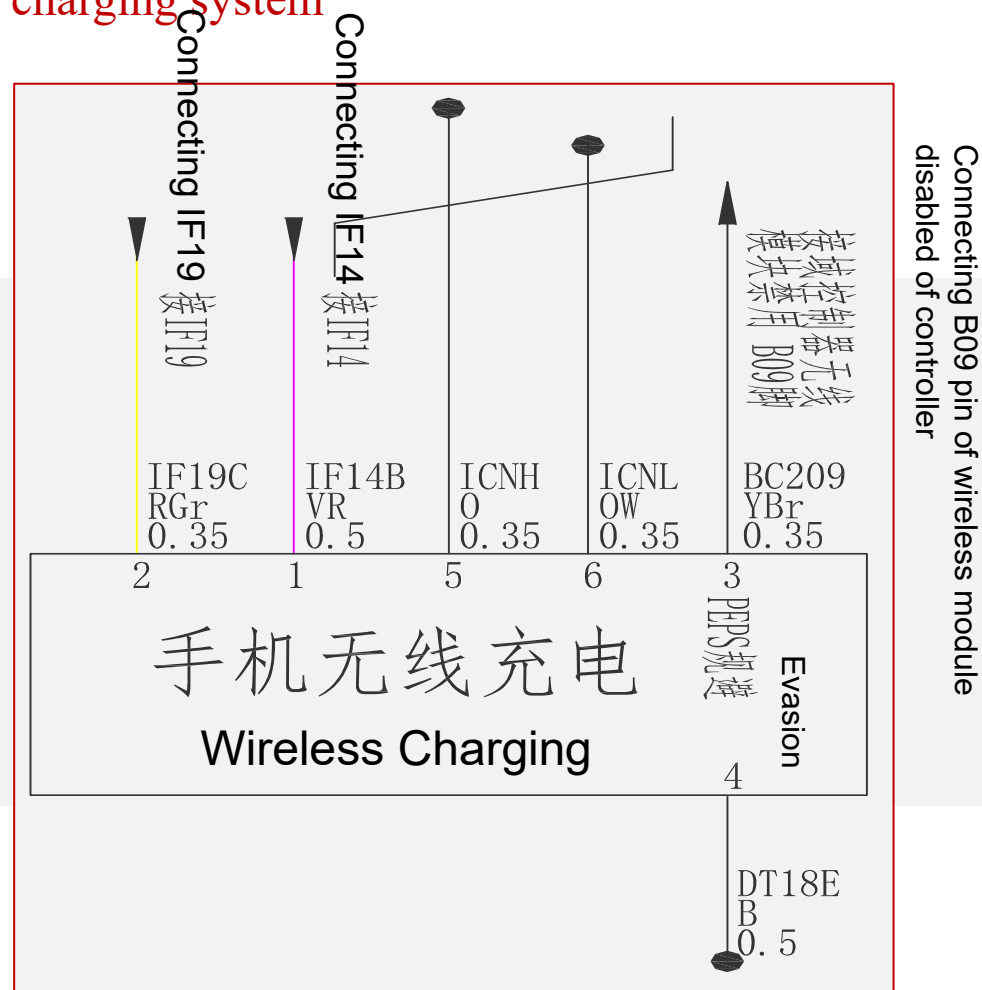 charging system
Connecting IF19
接IF19
Connecting IF14
接IF14
接域控制器无线
模块禁用 B09脚
Connecting B09 pin of wireless module
disabled of controller
IF19C
RGr
0.35
IF14B
VR
0.5
ICNH
O
0.35
ICNL
OW
0.35
BC209
YBr
0.35
2
1
5
6
3
PEPS规避
手机无线充电
Evasion
Wireless Charging
4
DT18E
B
0.5